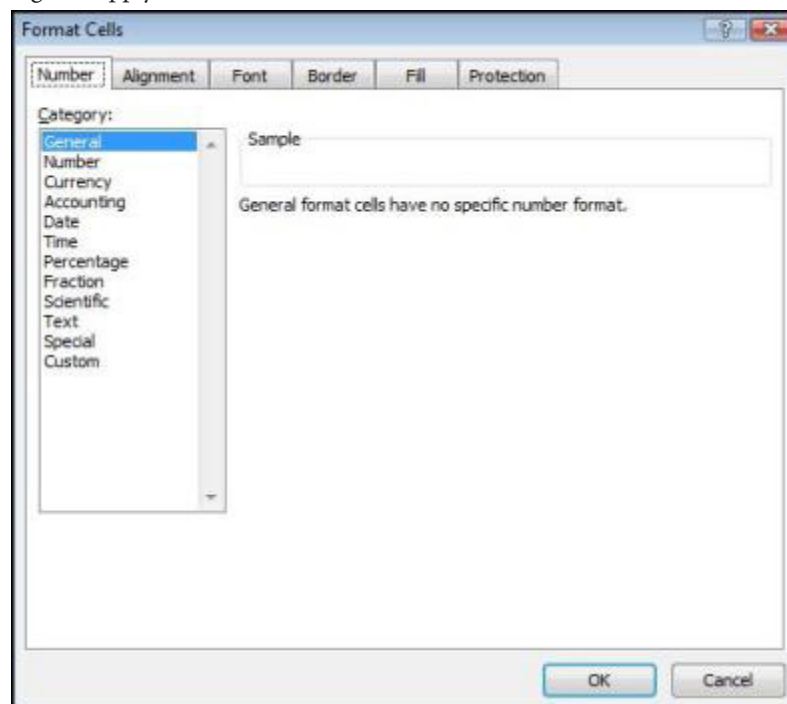 Format Cells
Number Alignment Font Border Fill Protection
Category:
General
Number
Currency
Accounting
Date
Time
Percentage
Fraction
Scientific
Text
Special
Custom
Sample
General format cells have no specific number format.
OK Cancel